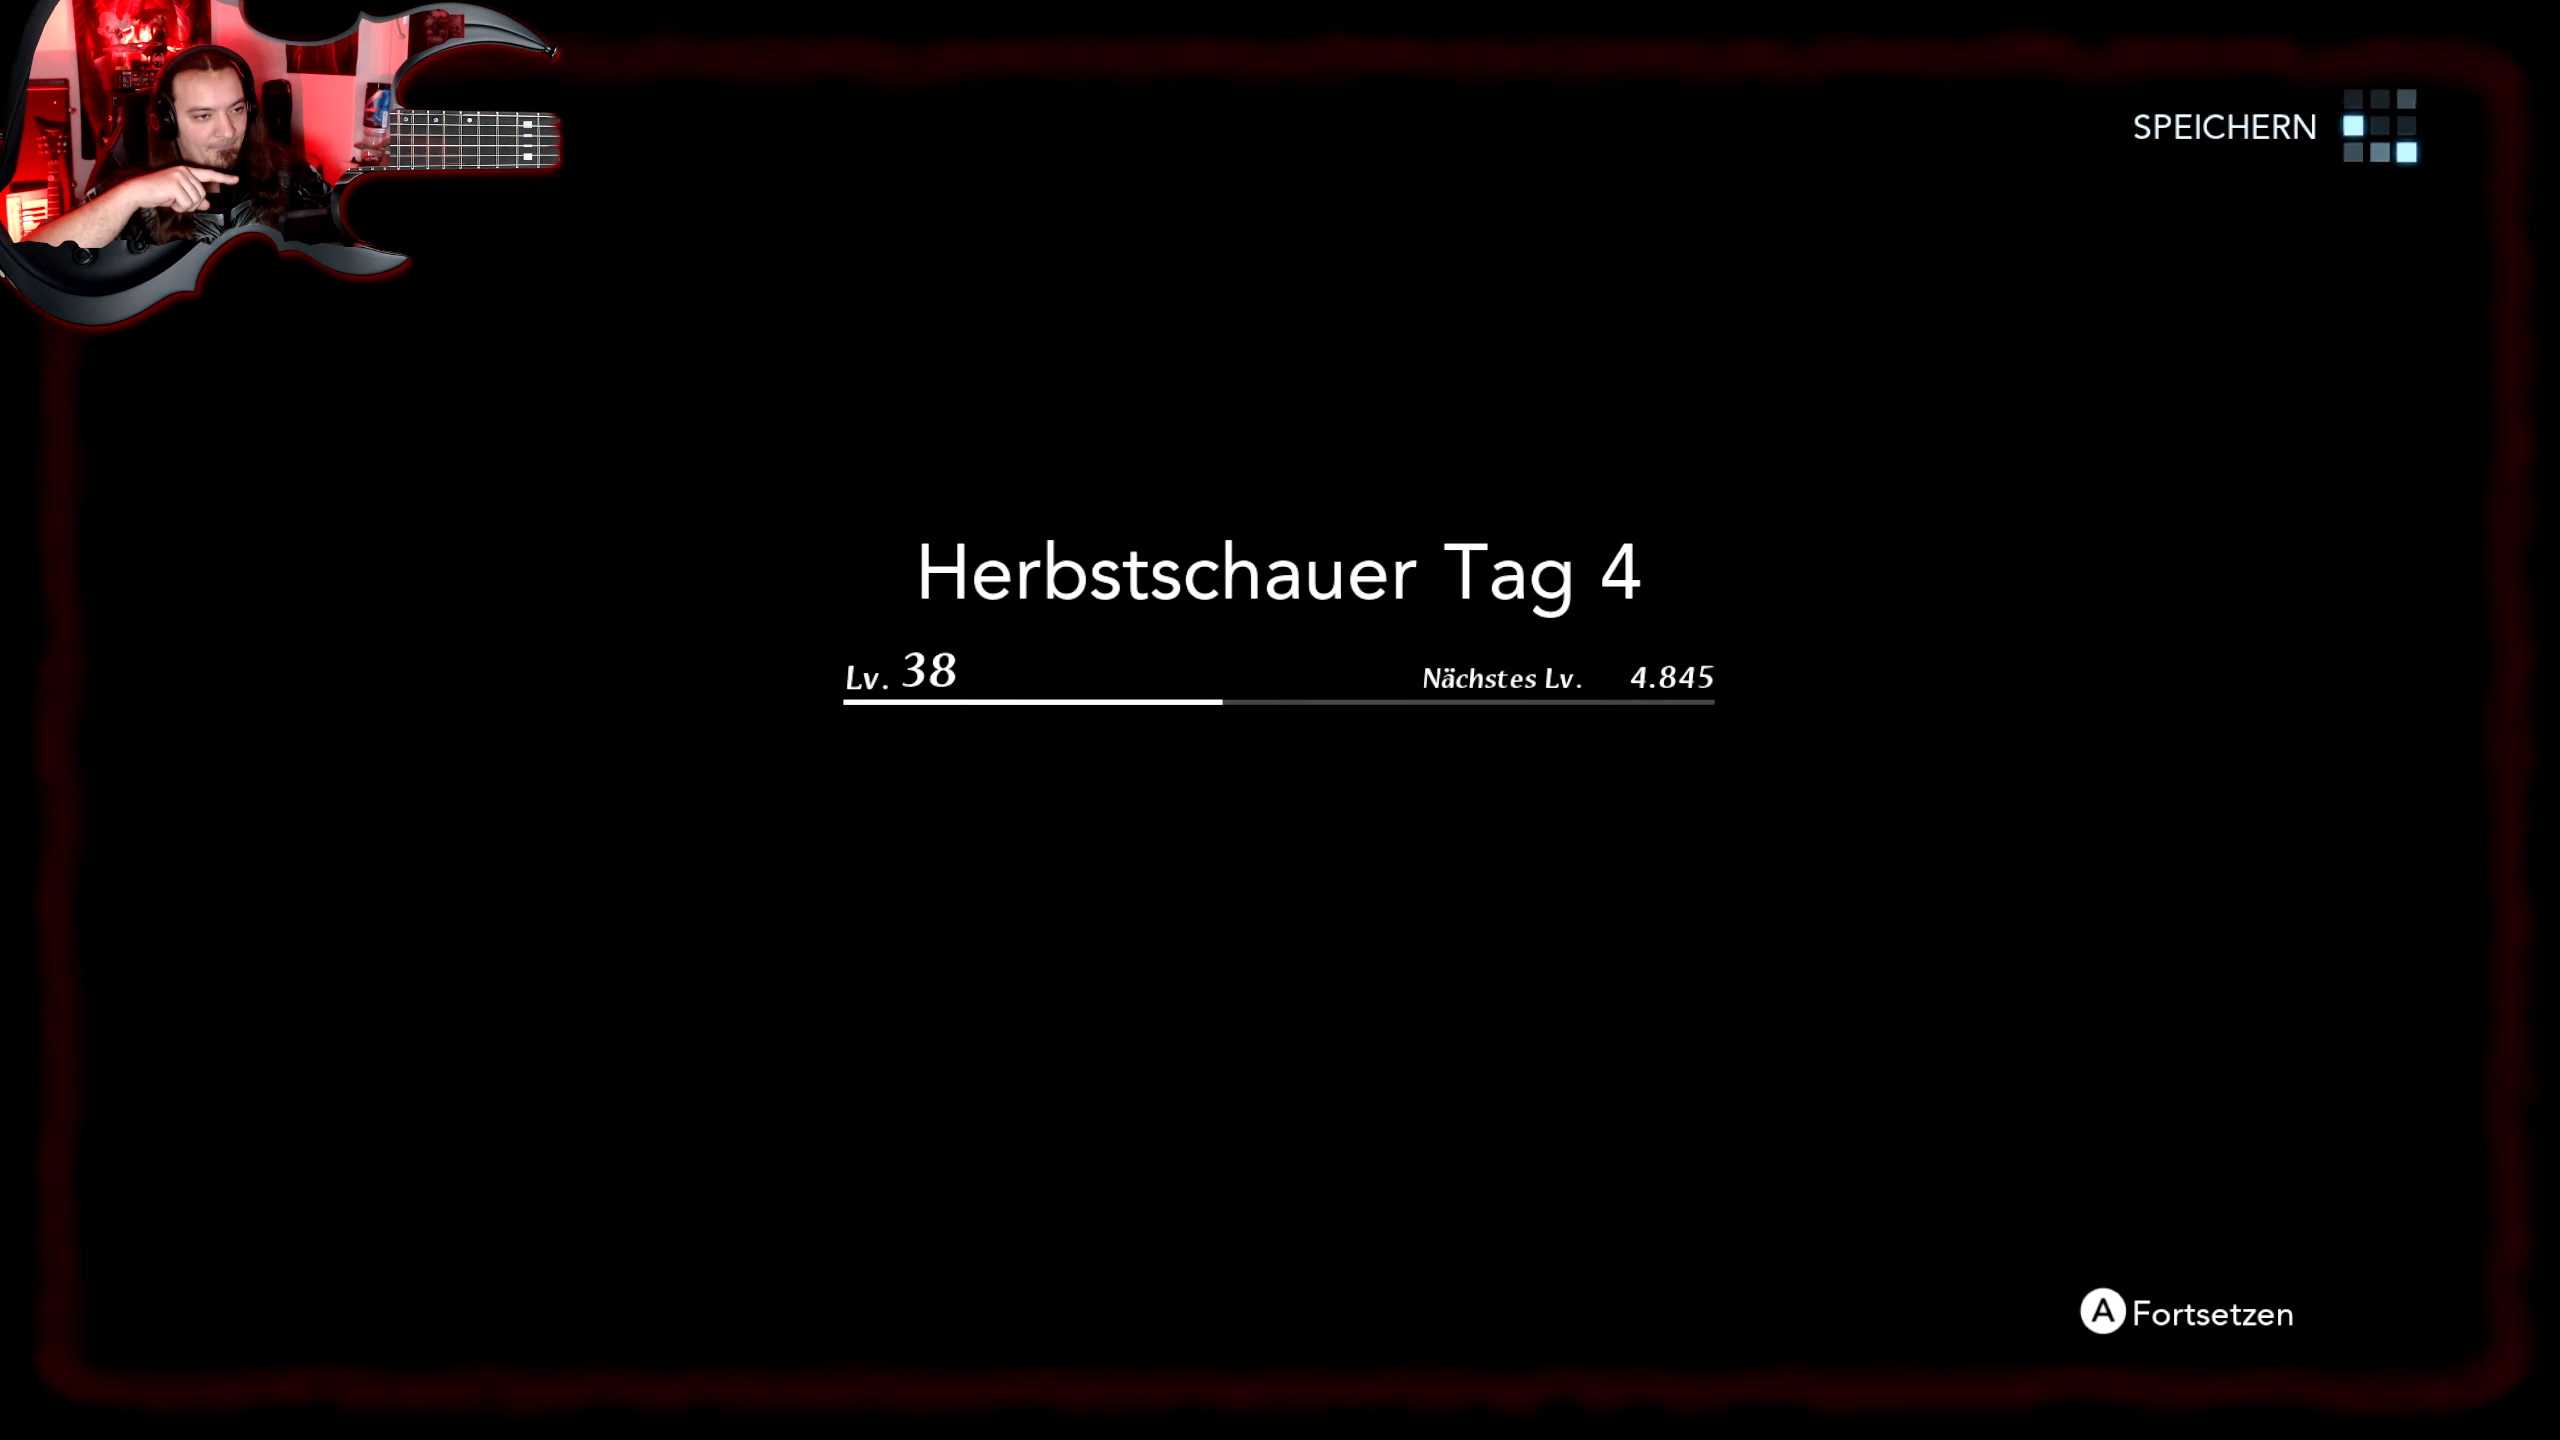 SPEICHERN
Herbstschauer Tag 4
Lv. 38
Nächstes Lv. 4.845
A Fortsetzen